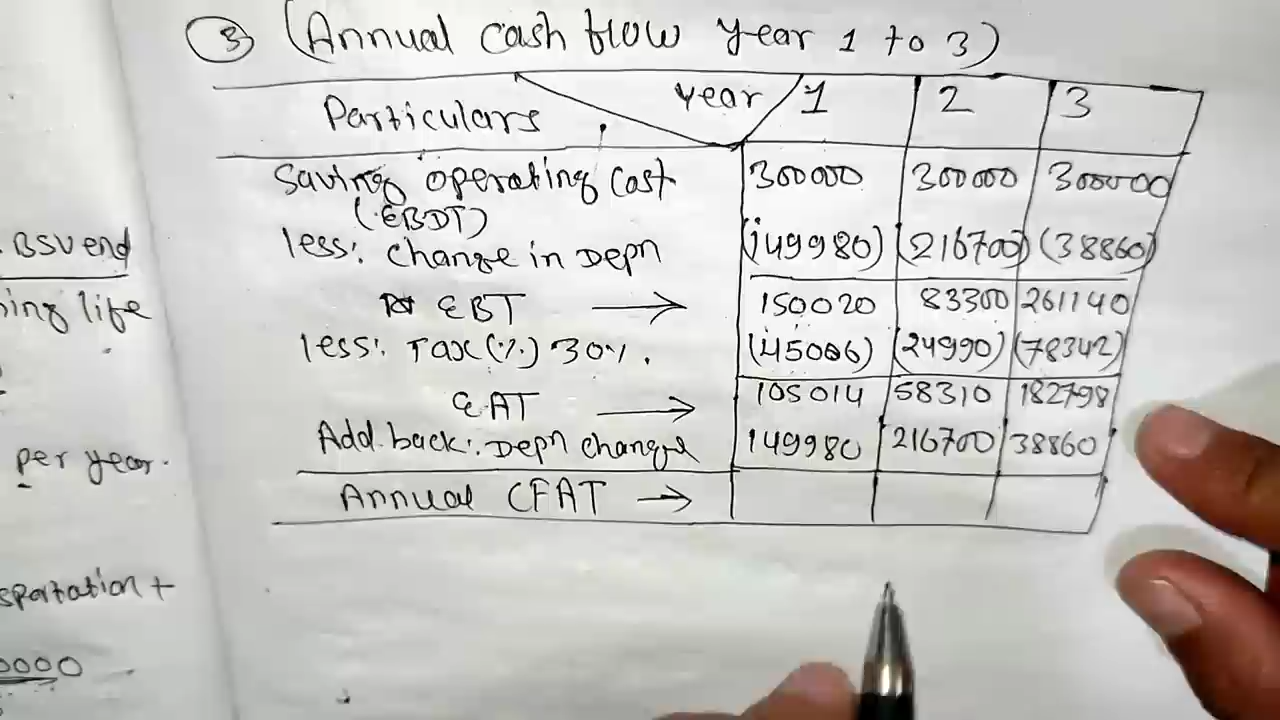 3 (Annual cash flow year 1 to 3)
Particulars year 1 2 3
Saving operating cost 300000 300000 300000
(EBDT)
less: change in Depn (149980) (216700) (38860)
EBT → 150020 83300 261140
less: Tax (%) 30%. (45006) (24990) (78342)
EAT → 105014 58310 182798
Add back: Depn change 149980 216700 38860
Annual CFAT →
BSV end
life
per year.
+
0000